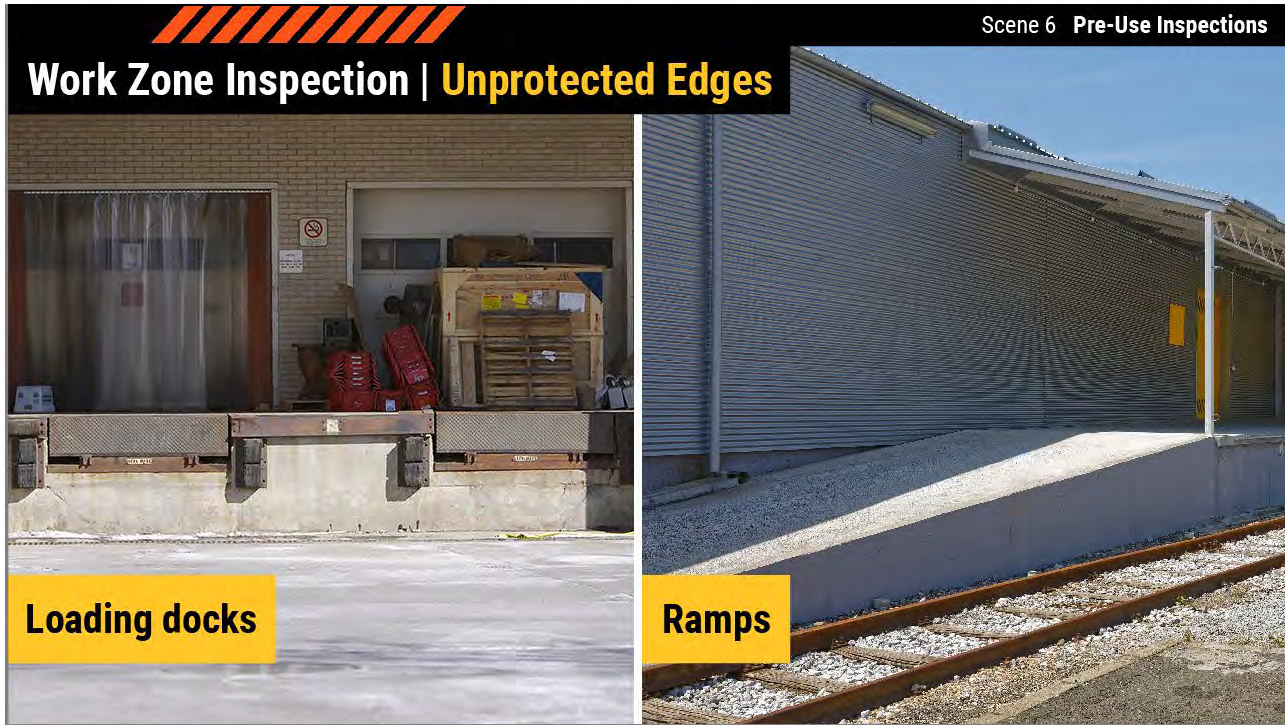 Scene 6 Pre-Use Inspections
Work Zone Inspection | Unprotected Edges
Loading docks
Ramps